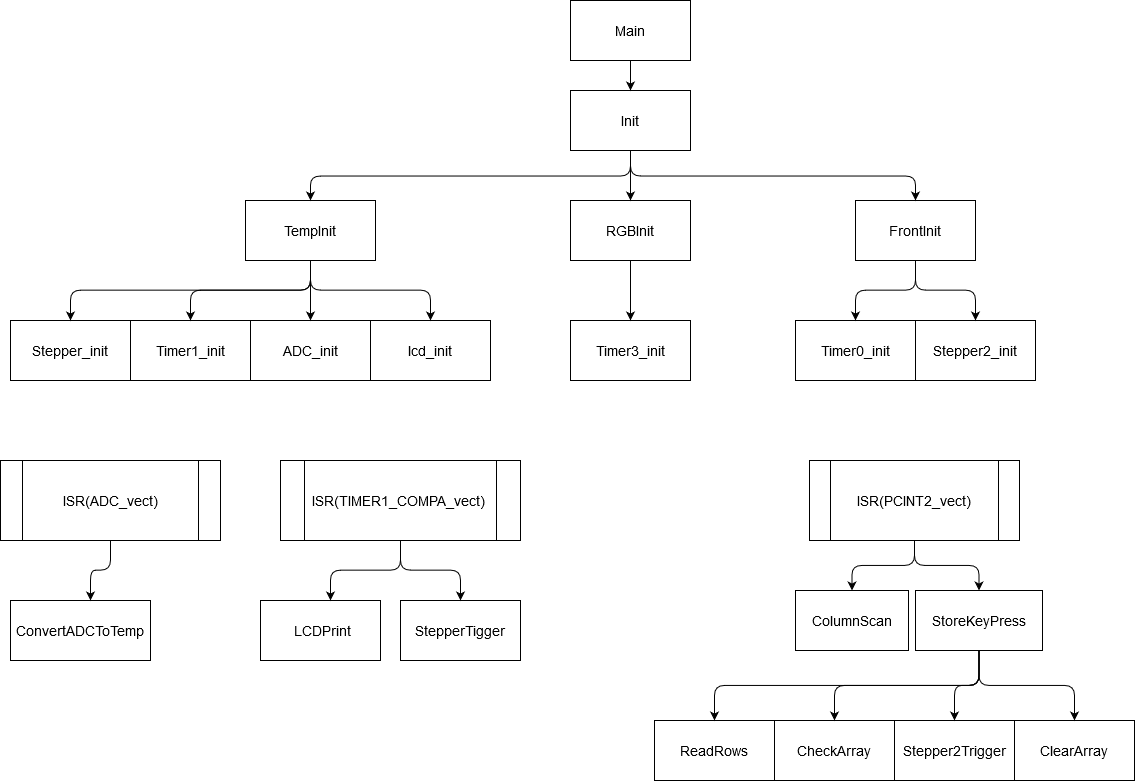 Main
Init
TempInit
RGBInit
FrontInit
Stepper_init
Timer1_init
ADC_init
lcd_init
Timer3_init
Timer0_init
Stepper2_init
ISR(ADC_vect)
ISR(TIMER1_COMPA_vect)
ISR(PCINT2_vect)
ConvertADCToTemp
LCDPrint
StepperTigger
ColumnScan
StoreKeyPress
ReadRows
CheckArray
Stepper2Trigger
ClearArray